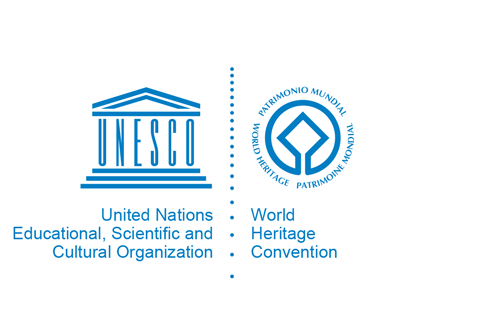 UNESCO
United Nations
Educational, Scientific and
Cultural Organization
PATRIMONIO MUNDIAL
WORLD HERITAGE
PATRIMOINE MONDIAL
World
Heritage
Convention